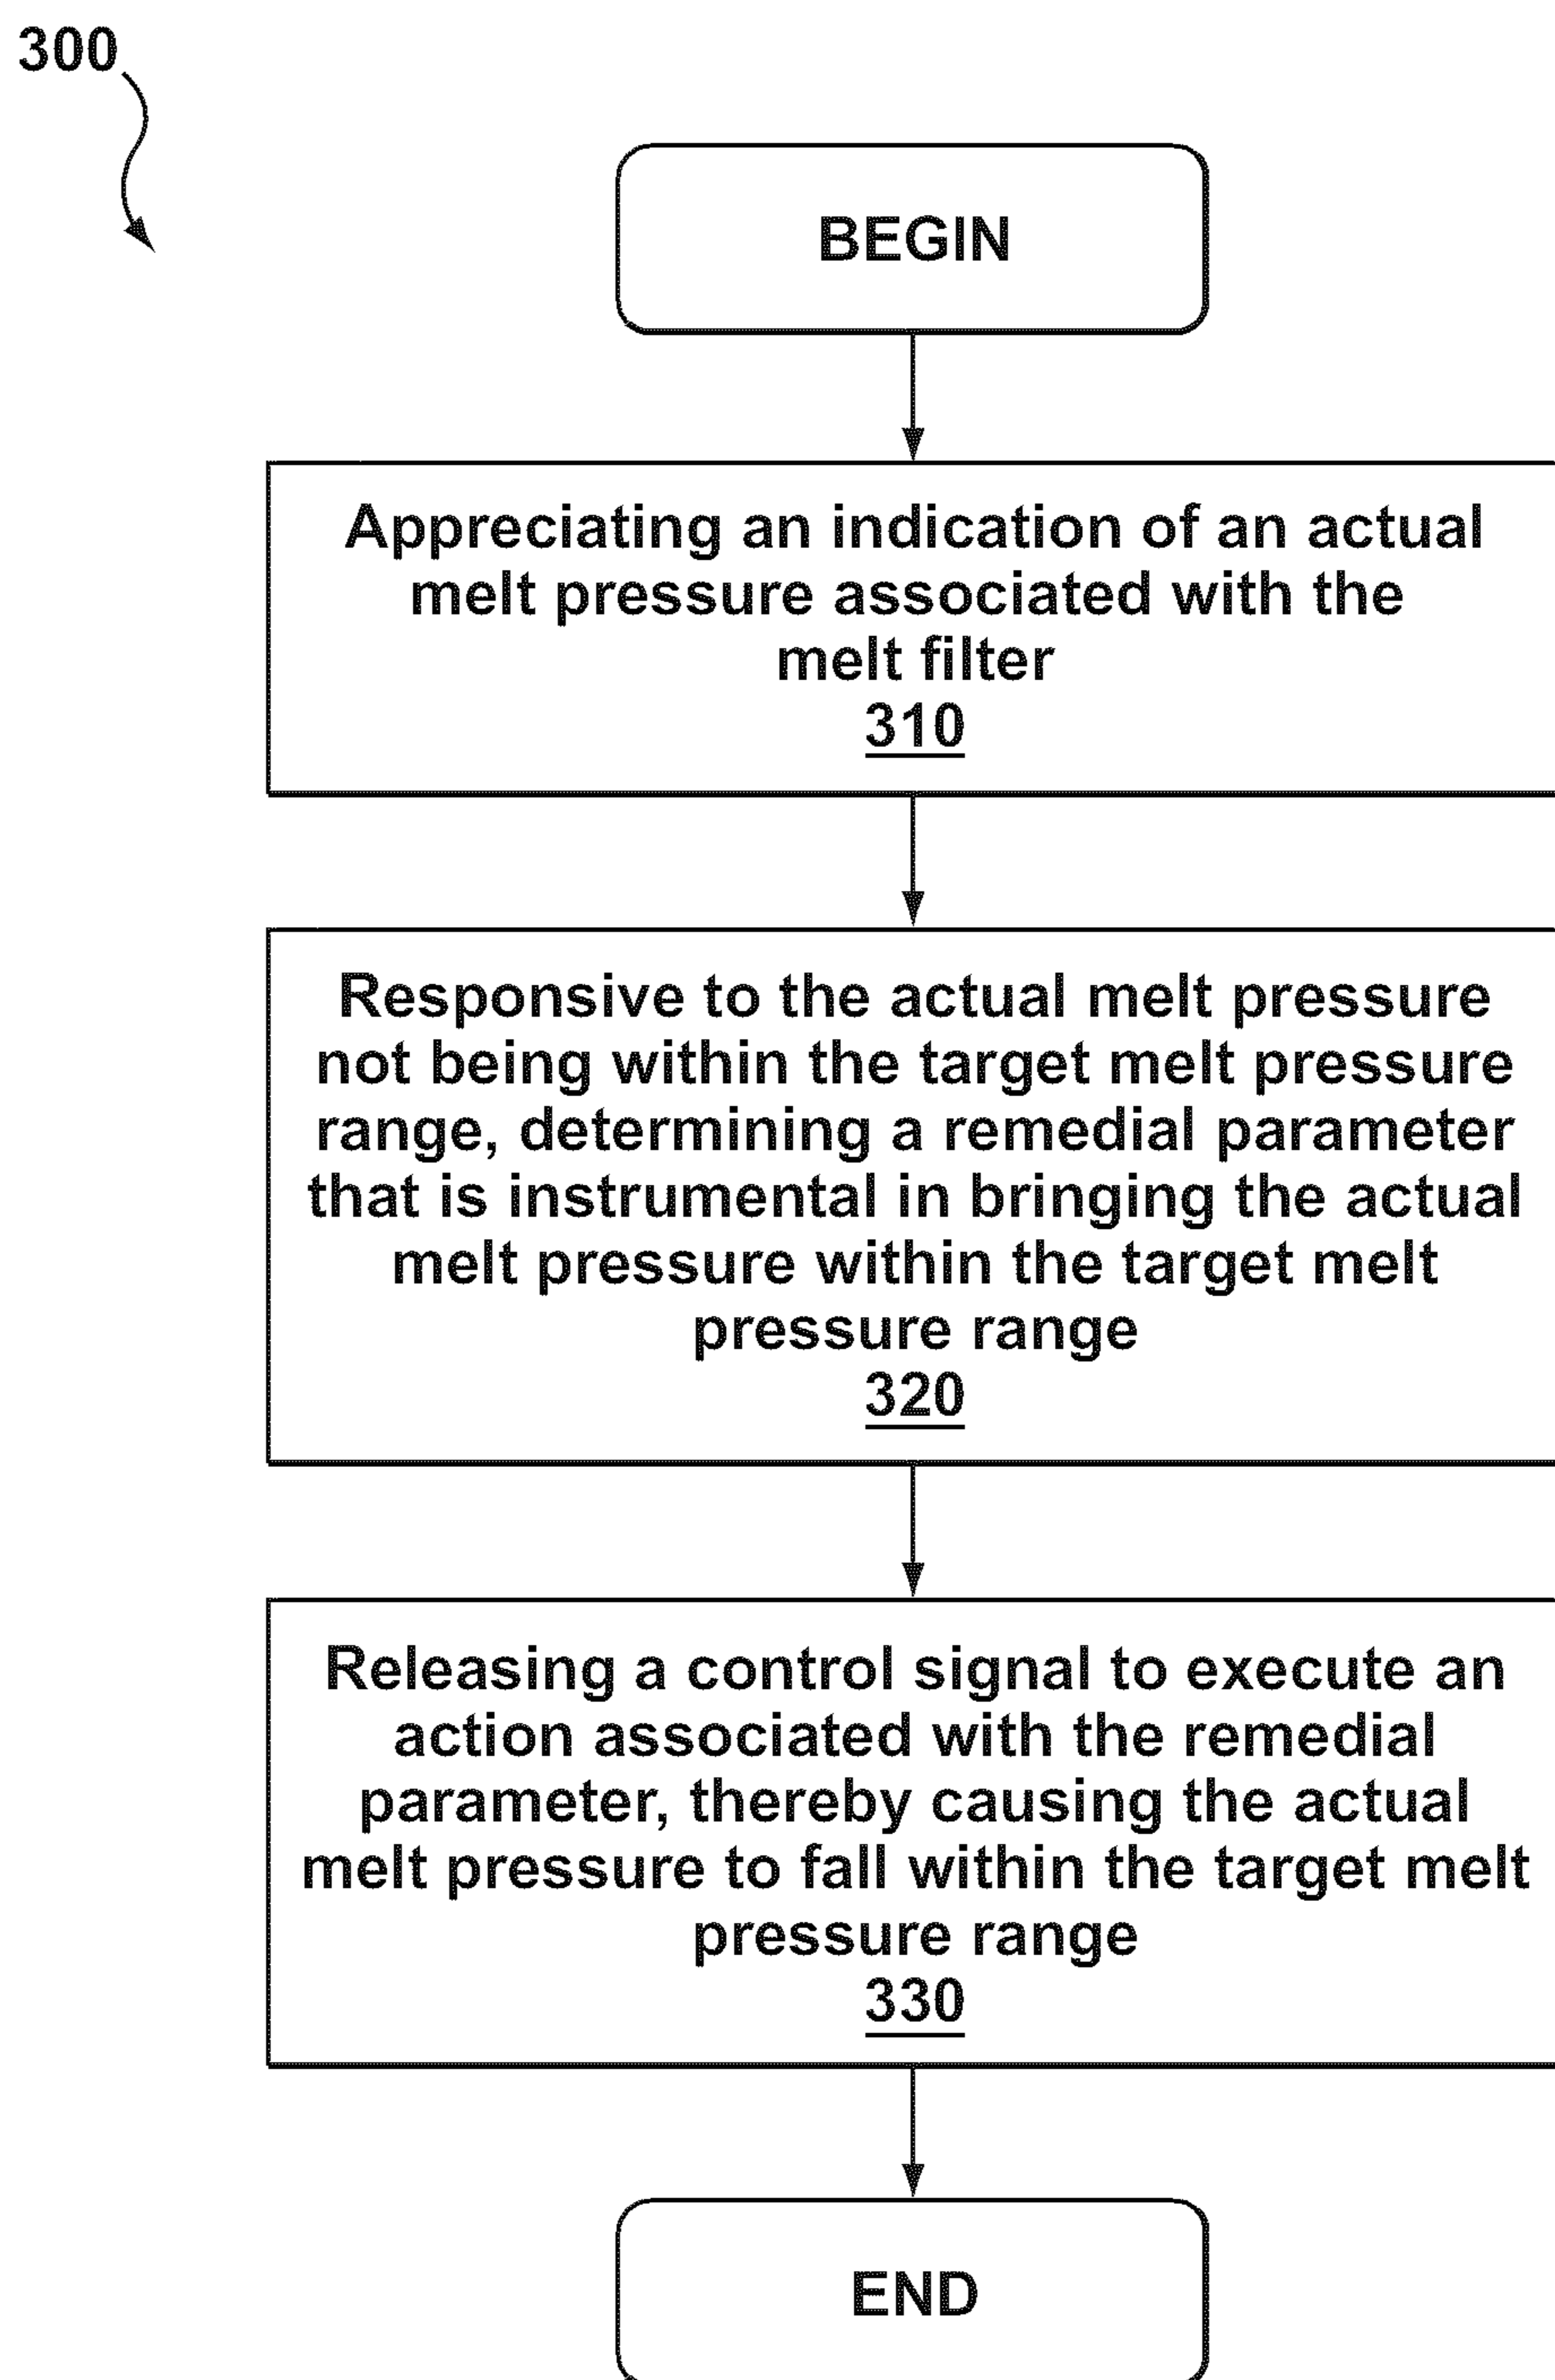 300
BEGIN
Appreciating an indication of an actual
melt pressure associated with the
melt filter
310
Responsive to the actual melt pressure
not being within the target melt pressure
range, determining a remedial parameter
that is instrumental in bringing the actual
melt pressure within the target melt
pressure range
320
Releasing a control signal to execute an
action associated with the remedial
parameter, thereby causing the actual
melt pressure to fall within the target melt
pressure range
330
END